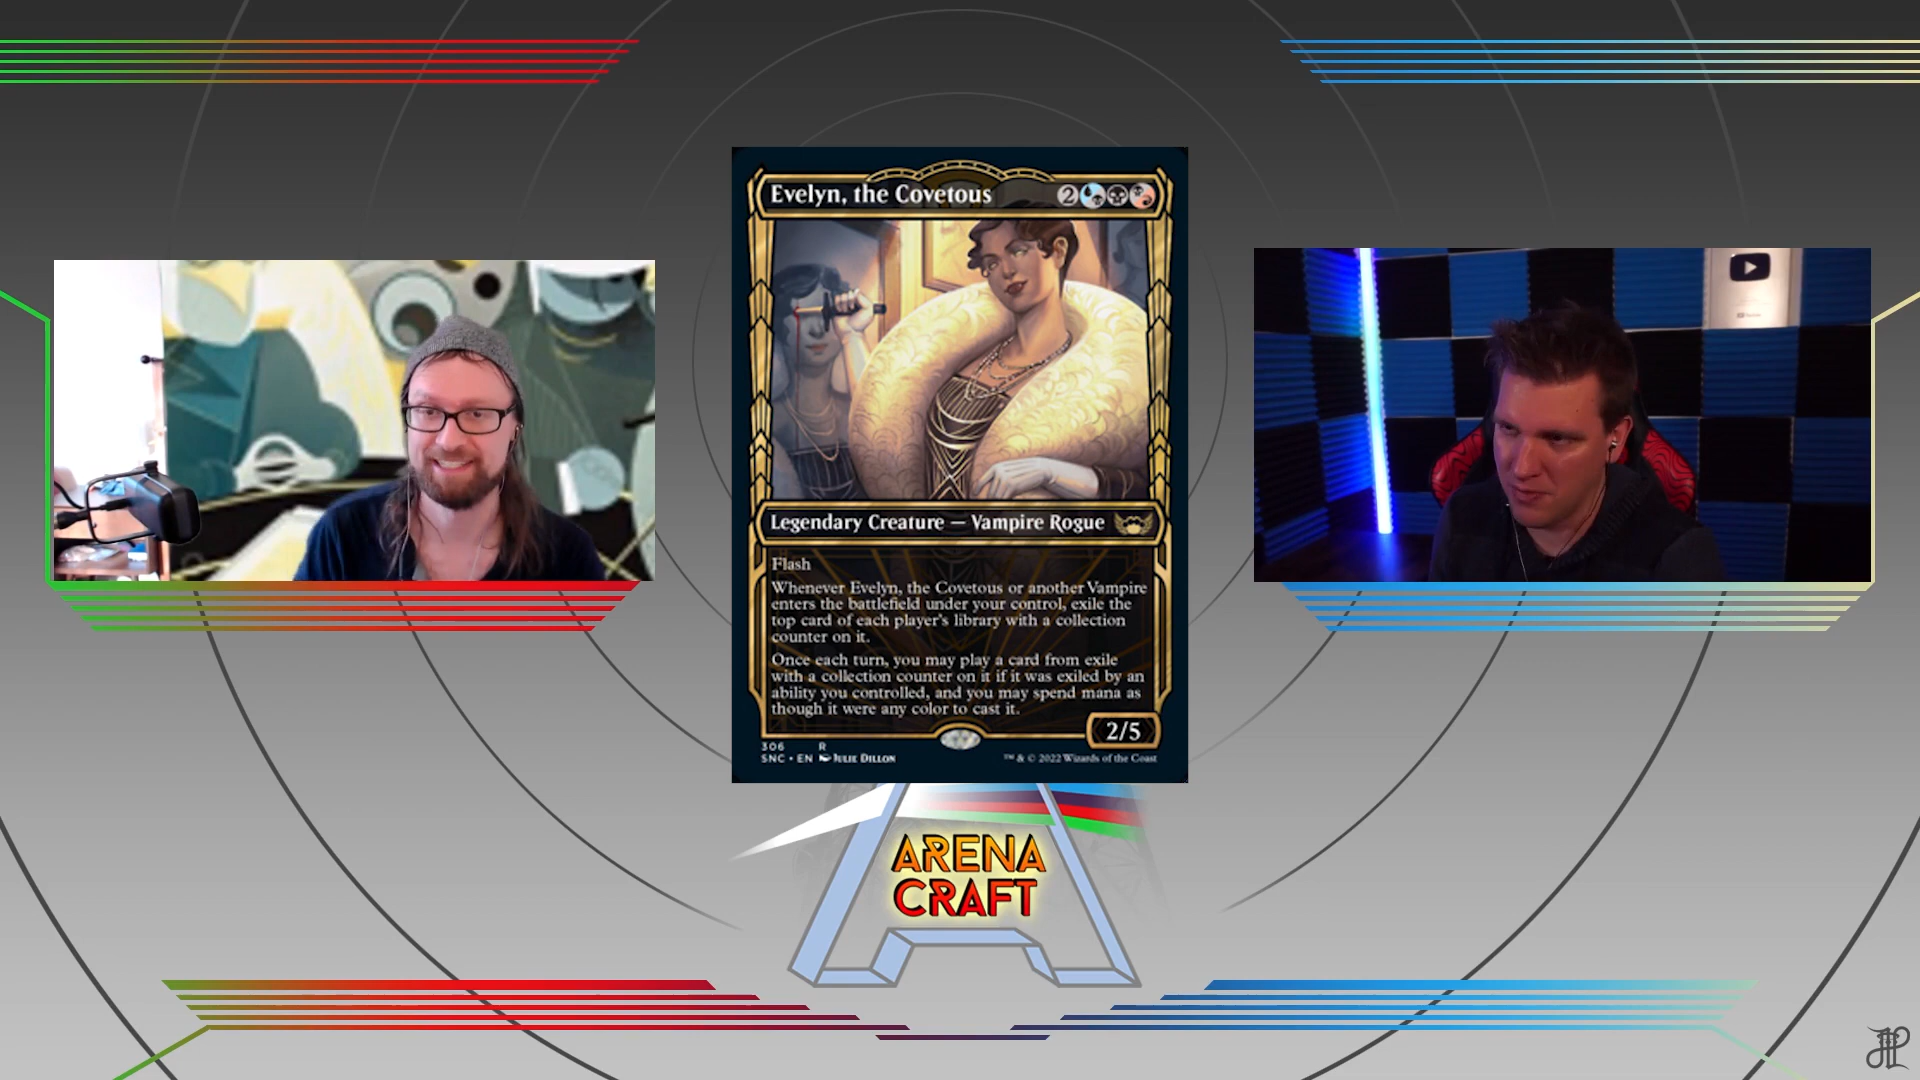 Evelyn, the Covetous 2
Legendary Creature — Vampire Rogue
Flash
Whenever Evelyn, the Covetous or another Vampire
enters the battlefield under your control, exile the
top card of each player's library with a collection
counter on it.
Once each turn, you may play a card from exile
with a collection counter on it if it was exiled by an
ability you controlled, and you may spend mana as
though it were any color to cast it.
2/5
306 R
SNC • EN JULIE DILLON
™ & © 2022 Wizards of the Coast
ARENA
CRAFT